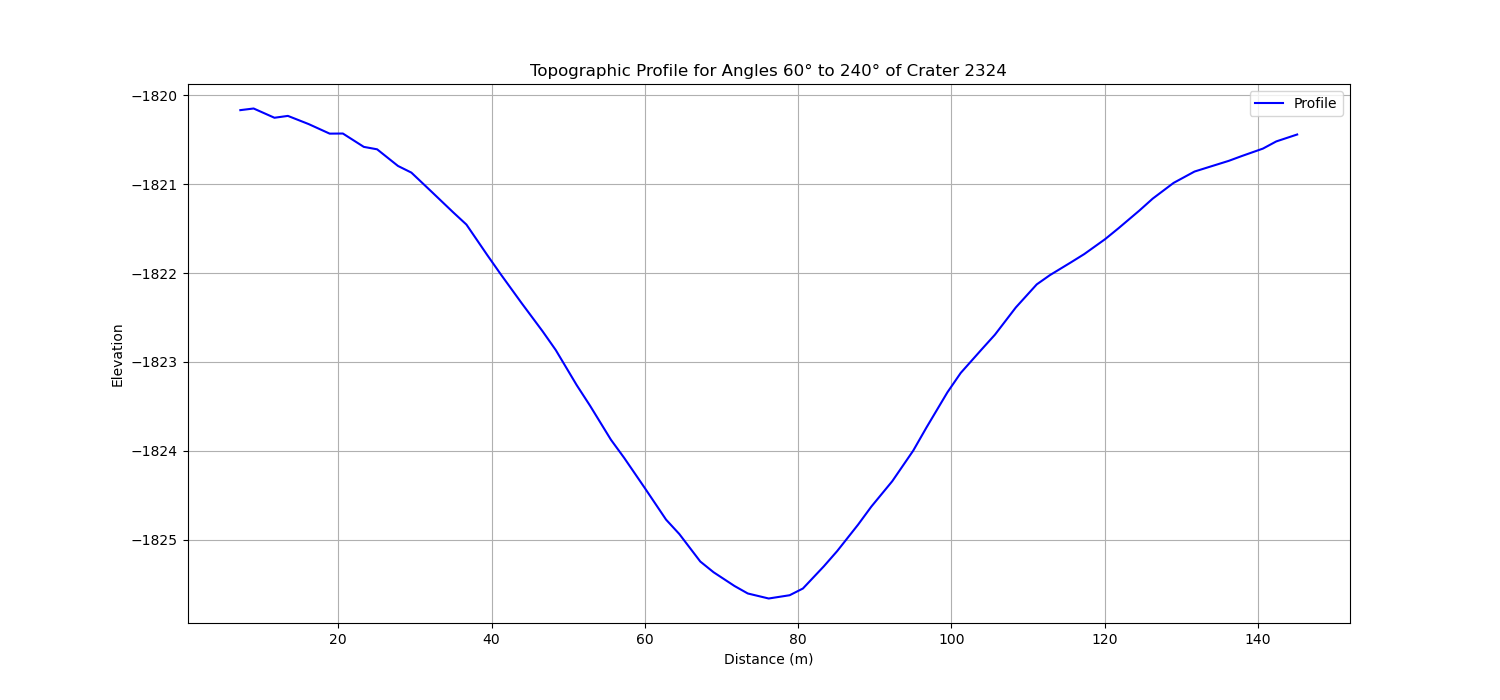 Topographic Profile for Angles 60° to 240° of Crater 2324
Profile
Elevation
−1820
−1821
−1822
−1823
−1824
−1825
20 40 60 80 100 120 140
Distance (m)